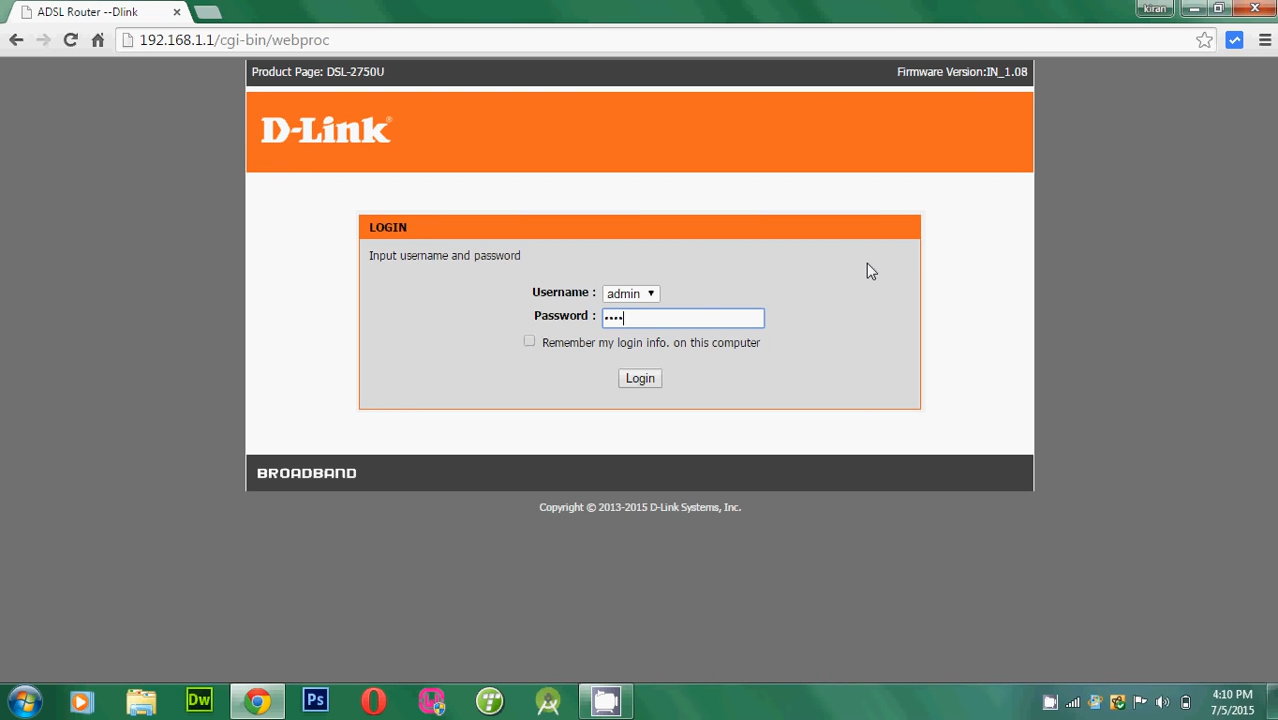 ADSL Router --Dlink
kiran
192.168.1.1/cgi-bin/webproc
Product Page: DSL-2750U
Firmware Version:IN_1.08
D-Link®
LOGIN
Input username and password
Username :
admin
Password :
••••
Remember my login info. on this computer
Login
BROADBAND
Copyright © 2013-2015 D-Link Systems, Inc.
Dw
Ps
4:10 PM
7/5/2015